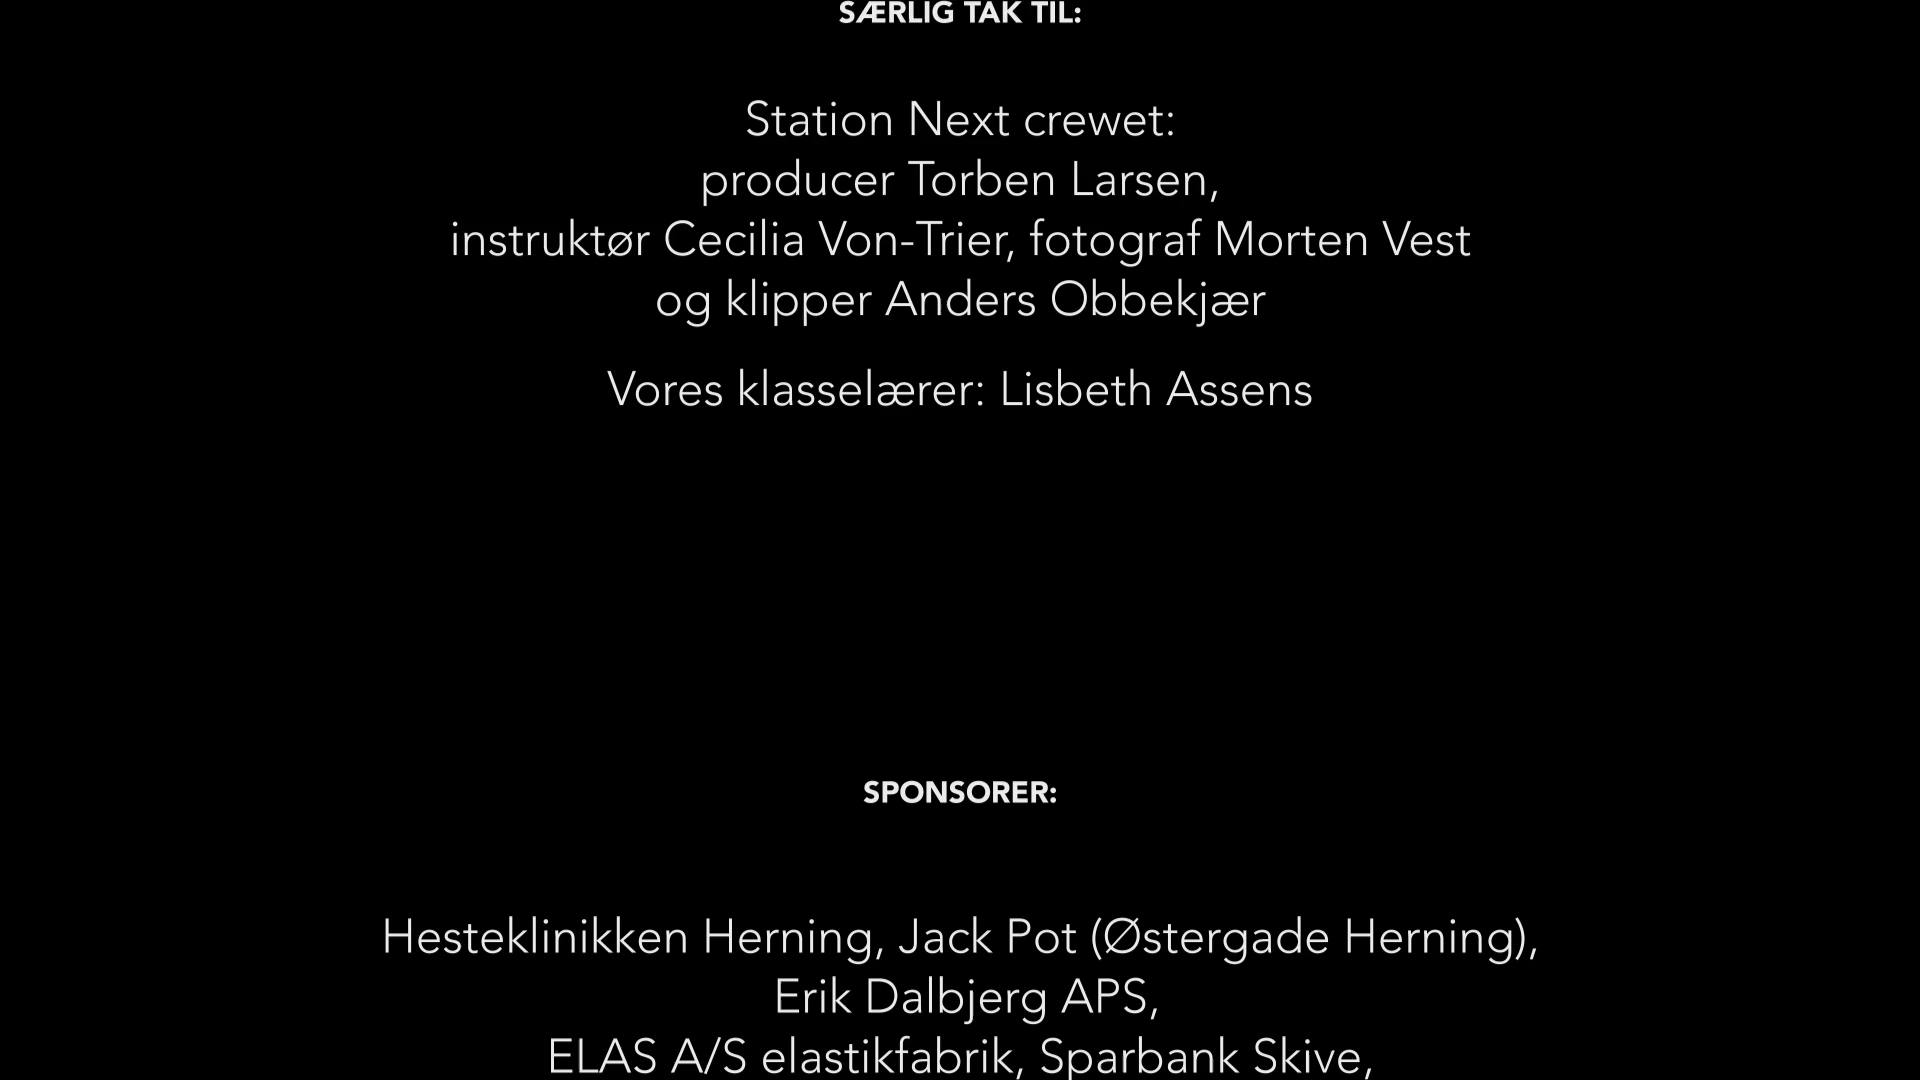 SÆRLIG TAK TIL:
Station Next crewet:
producer Torben Larsen,
instruktør Cecilia Von-Trier, fotograf Morten Vest
og klipper Anders Obbekjær
Vores klasselærer: Lisbeth Assens
SPONSORER:
Hesteklinikken Herning, Jack Pot (Østergade Herning),
Erik Dalbjerg APS,
ELAS A/S elastikfabrik, Sparbank Skive,